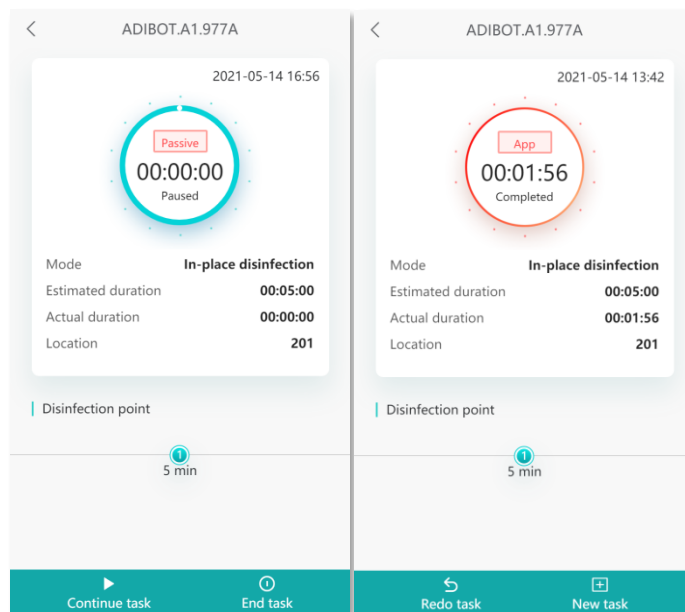 ADIBOT.A1.977A
2021-05-14 16:56
Passive
00:00:00
Paused
Mode In-place disinfection
Estimated duration 00:05:00
Actual duration 00:00:00
Location 201
Disinfection point
1
5 min
Continue task End task
ADIBOT.A1.977A
2021-05-14 13:42
App
00:01:56
Completed
Mode In-place disinfection
Estimated duration 00:05:00
Actual duration 00:01:56
Location 201
Disinfection point
1
5 min
Redo task New task